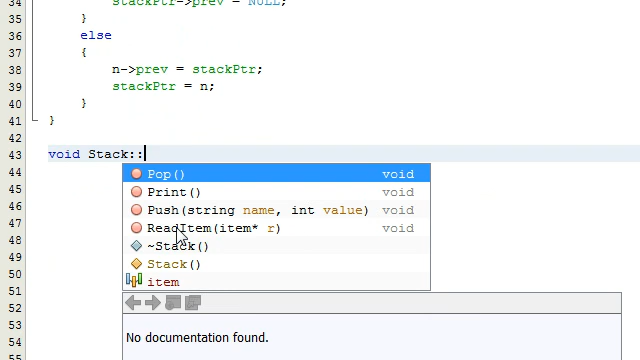 34 stackPtr->prev = NULL;
35 }
36 else
37 {
38 n->prev = stackPtr;
39 stackPtr = n;
40 }
41 }
42
43 void Stack::
44 Pop() void
45 Print() void
46 Push(string name, int value) void
47 ReadItem(item* r) void
48 ~Stack()
49 Stack()
50 item
51
52
53 No documentation found.
54
55